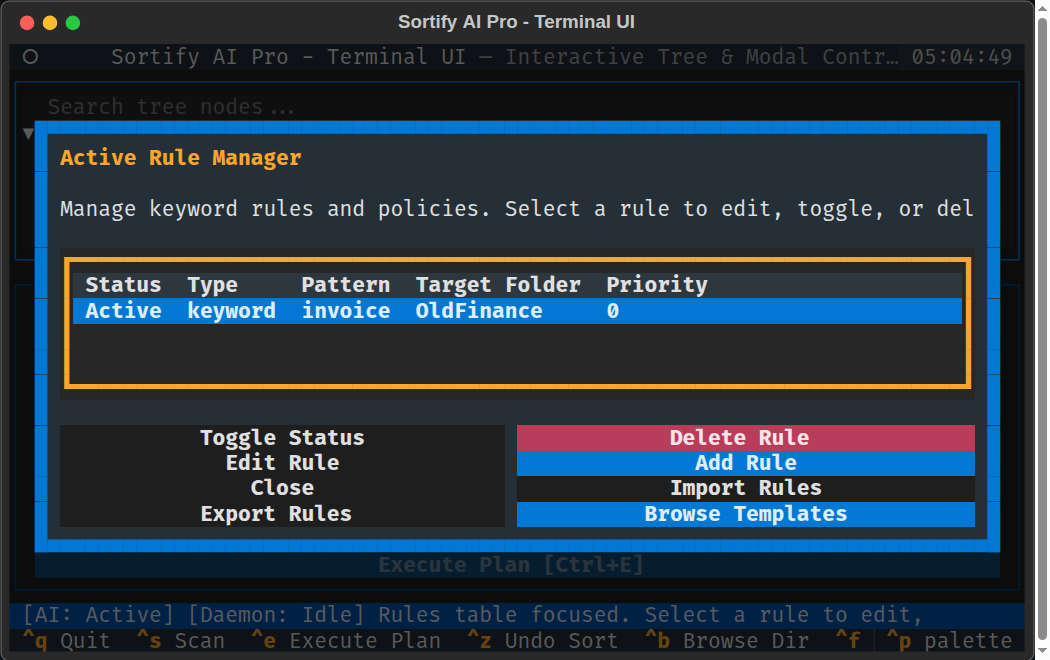 Sortify AI Pro - Terminal UI
Sortify AI Pro - Terminal UI — Interactive Tree & Modal Contr… 05:04:49
Search tree nodes...
Active Rule Manager
Manage keyword rules and policies. Select a rule to edit, toggle, or del
Status Type Pattern Target Folder Priority
Active keyword invoice OldFinance 0
Toggle Status Delete Rule
Edit Rule Add Rule
Close Import Rules
Export Rules Browse Templates
Execute Plan [Ctrl+E]
[AI: Active] [Daemon: Idle] Rules table focused. Select a rule to edit,
^q Quit ^s Scan ^e Execute Plan ^z Undo Sort ^b Browse Dir ^f ^p palette